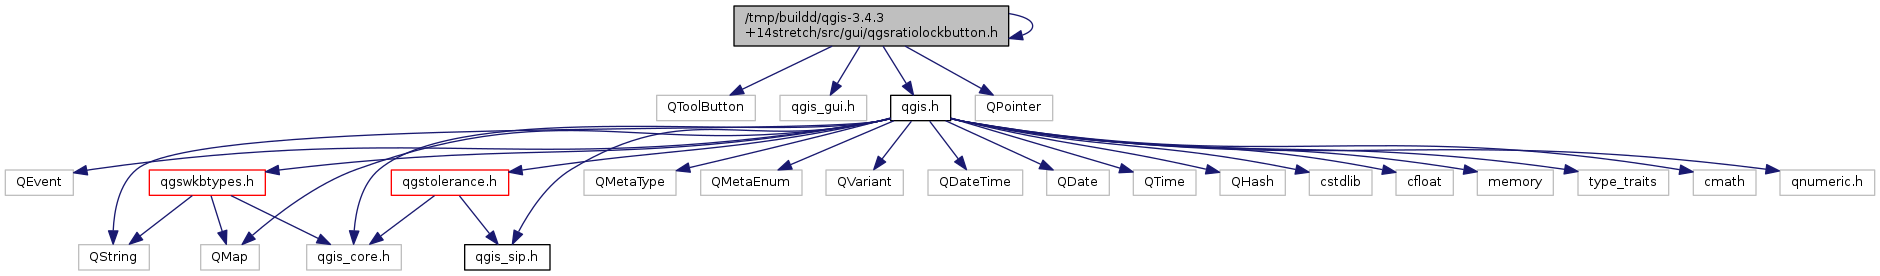 /tmp/buildd/qgis-3.4.3
+14stretch/src/gui/qgsratiolockbutton.h
QToolButton
qgis_gui.h
qgis.h
QPointer
QEvent
qgswkbtypes.h
qgstolerance.h
QMetaType
QMetaEnum
QVariant
QDateTime
QDate
QTime
QHash
cstdlib
cfloat
memory
type_traits
cmath
qnumeric.h
QString
QMap
qgis_core.h
qgis_sip.h